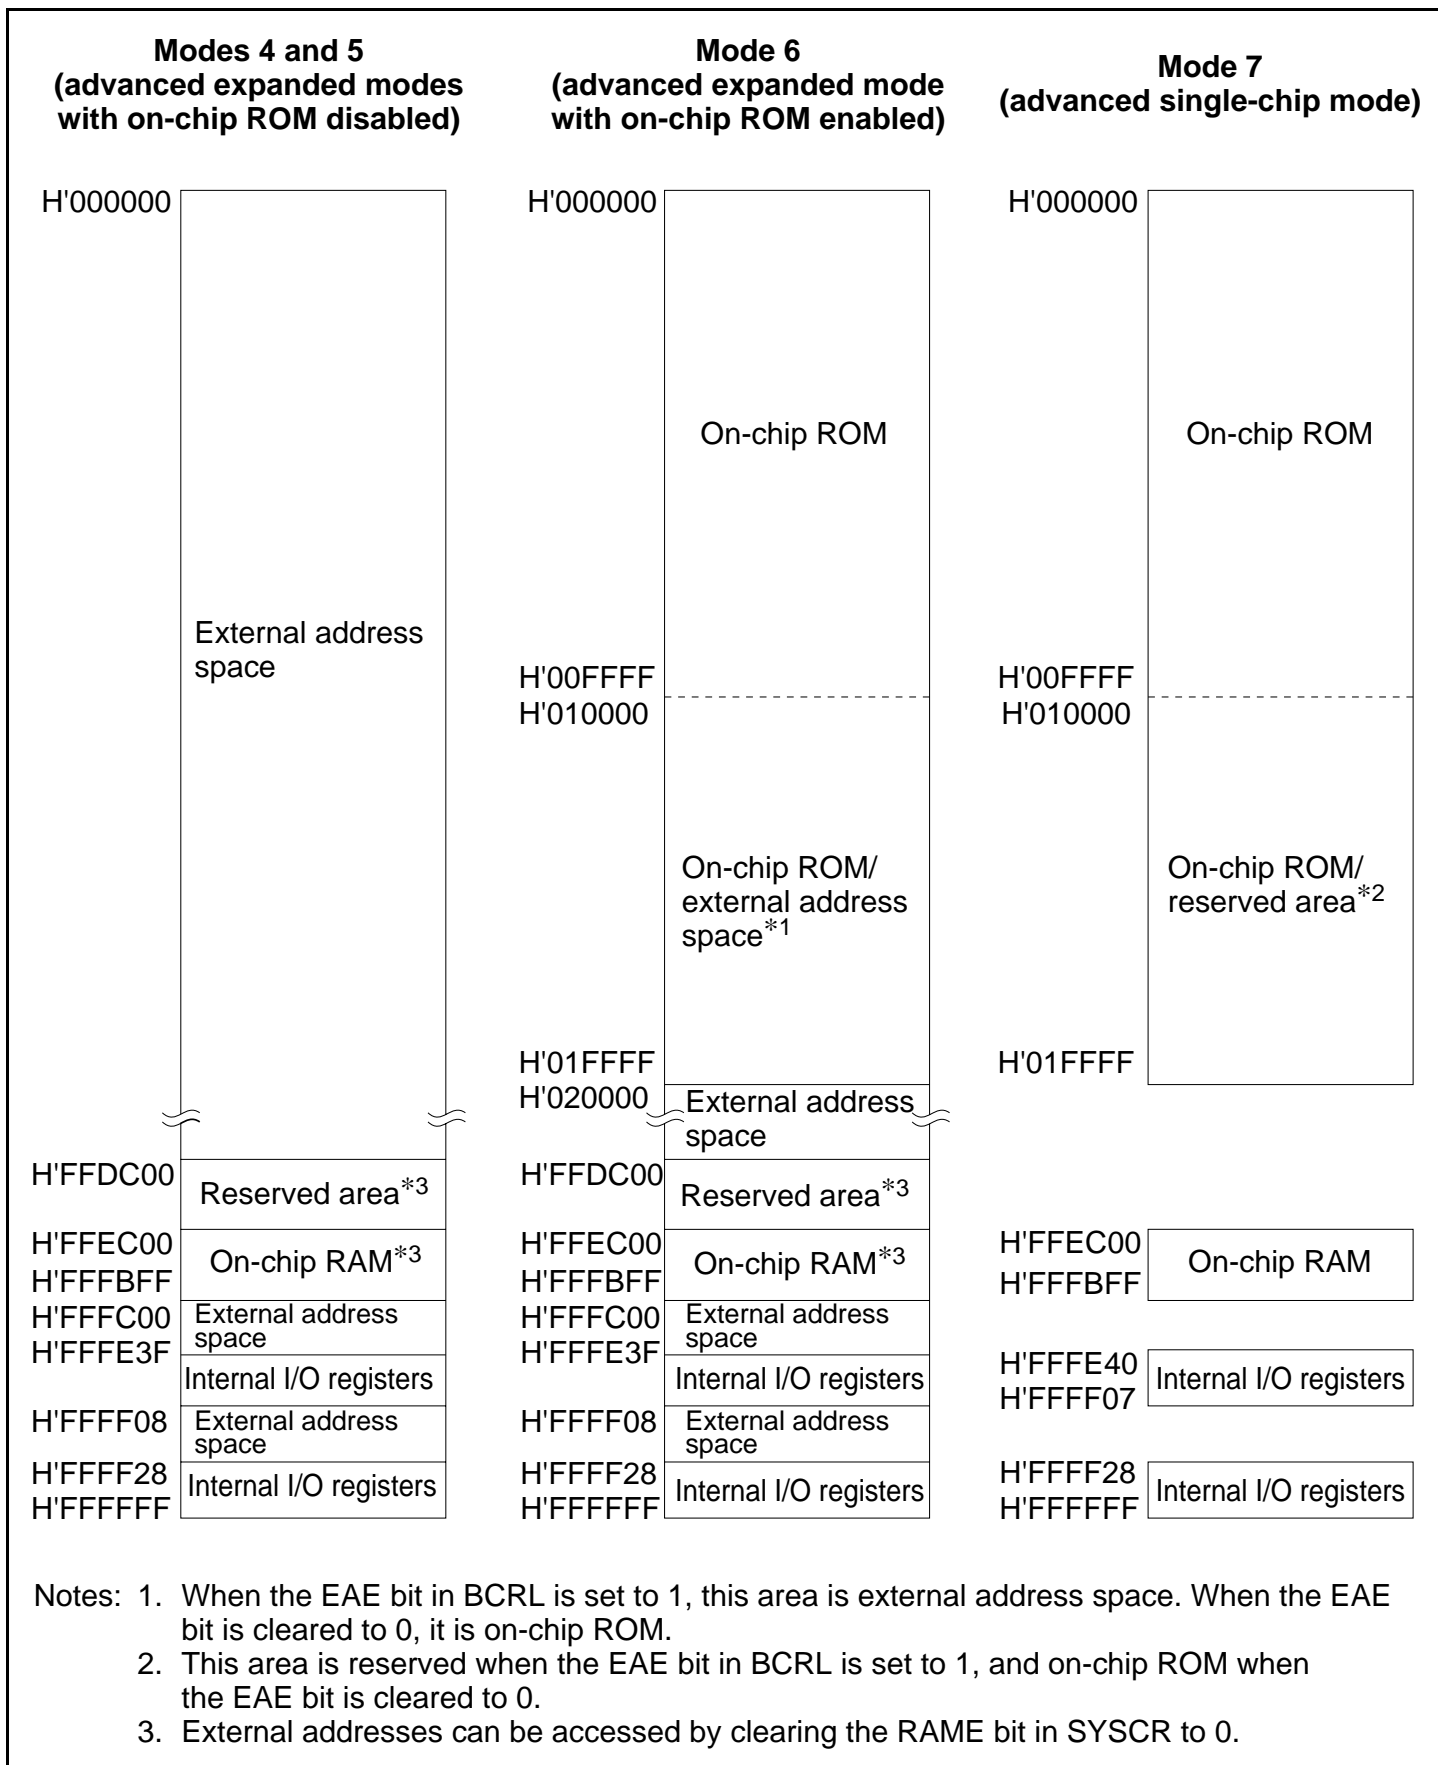 Modes 4 and 5
(advanced expanded modes
with on-chip ROM disabled)
H'000000
External address
space
H'FFDC00
Reserved area*3
H'FFEC00
On-chip RAM*3
H'FFFBFF
H'FFFC00
External address
space
H'FFFE3F
Internal I/O registers
H'FFFF08
External address
space
H'FFFF28
Internal I/O registers
H'FFFFFF
Mode 6
(advanced expanded mode
with on-chip ROM enabled)
H'000000
On-chip ROM
H'00FFFF
H'010000
On-chip ROM/
external address
space*1
H'01FFFF
H'020000
External address
space
H'FFDC00
Reserved area*3
H'FFEC00
On-chip RAM*3
H'FFFBFF
H'FFFC00
External address
space
H'FFFE3F
Internal I/O registers
H'FFFF08
External address
space
H'FFFF28
Internal I/O registers
H'FFFFFF
Mode 7
(advanced single-chip mode)
H'000000
On-chip ROM
H'00FFFF
H'010000
On-chip ROM/
reserved area*2
H'01FFFF
H'FFEC00
On-chip RAM
H'FFFBFF
H'FFFE40
Internal I/O registers
H'FFFF07
H'FFFF28
Internal I/O registers
H'FFFFFF
Notes: 1. When the EAE bit in BCRL is set to 1, this area is external address space. When the EAE
bit is cleared to 0, it is on-chip ROM.
2. This area is reserved when the EAE bit in BCRL is set to 1, and on-chip ROM when
the EAE bit is cleared to 0.
3. External addresses can be accessed by clearing the RAME bit in SYSCR to 0.